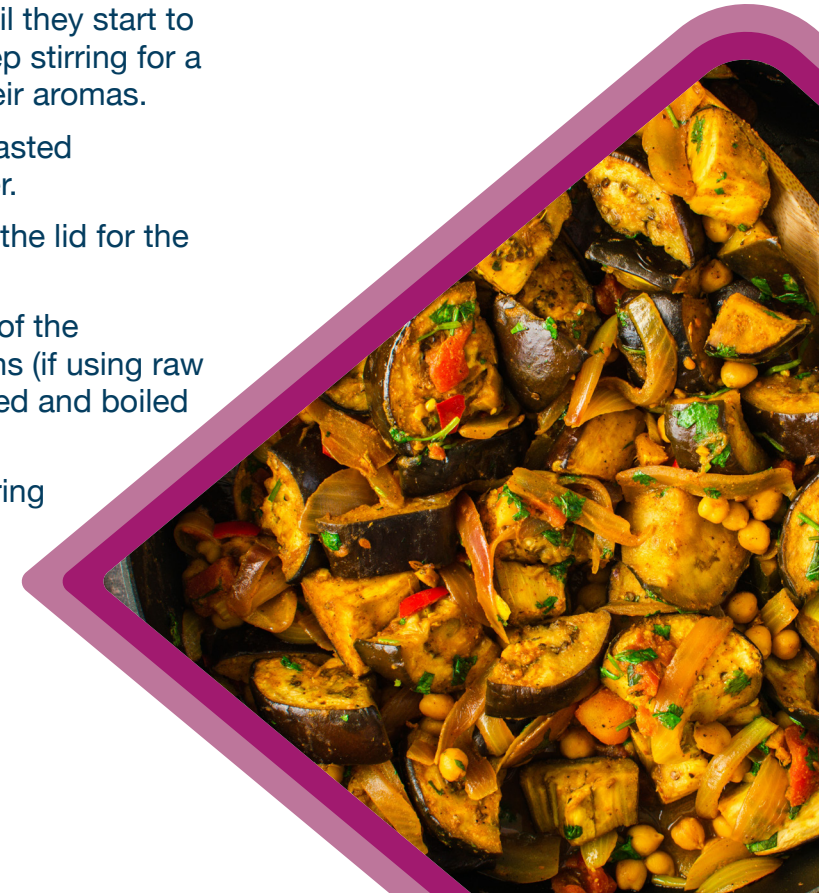 il they start to
ep stirring for a
eir aromas.
asted
r.
the lid for the
of the
ns (if using raw
ed and boiled
ring